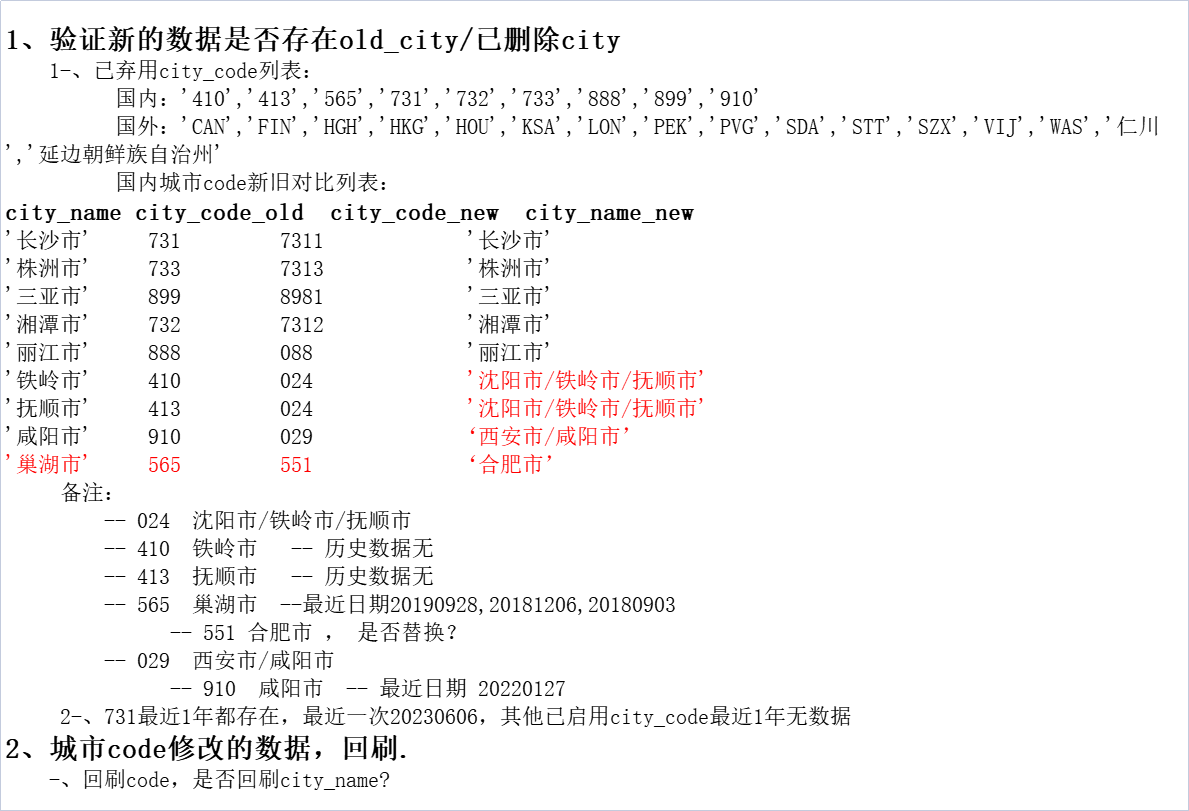 1、验证新的数据是否存在old_city/已删除city
1-、已弃用city_code列表：
国内：'410','413','565','731','732','733','888','899','910'
国外：'CAN','FIN','HGH','HKG','HOU','KSA','LON','PEK','PVG','SDA','STT','SZX','VIJ','WAS','仁川
','延边朝鲜族自治州'
国内城市code新旧对比列表：
city_name city_code_old city_code_new city_name_new
'长沙市' 731 7311 '长沙市'
'株洲市' 733 7313 '株洲市'
'三亚市' 899 8981 '三亚市'
'湘潭市' 732 7312 '湘潭市'
'丽江市' 888 088 '丽江市'
'铁岭市' 410 024 '沈阳市/铁岭市/抚顺市'
'抚顺市' 413 024 '沈阳市/铁岭市/抚顺市'
'咸阳市' 910 029 ‘西安市/咸阳市’
'巢湖市' 565 551 ‘合肥市’
备注：
-- 024 沈阳市/铁岭市/抚顺市
-- 410 铁岭市 -- 历史数据无
-- 413 抚顺市 -- 历史数据无
-- 565 巢湖市 --最近日期20190928,20181206,20180903
-- 551 合肥市 ， 是否替换？
-- 029 西安市/咸阳市
-- 910 咸阳市 -- 最近日期 20220127
2-、731最近1年都存在，最近一次20230606，其他已启用city_code最近1年无数据
2、城市code修改的数据，回刷.
-、回刷code，是否回刷city_name?